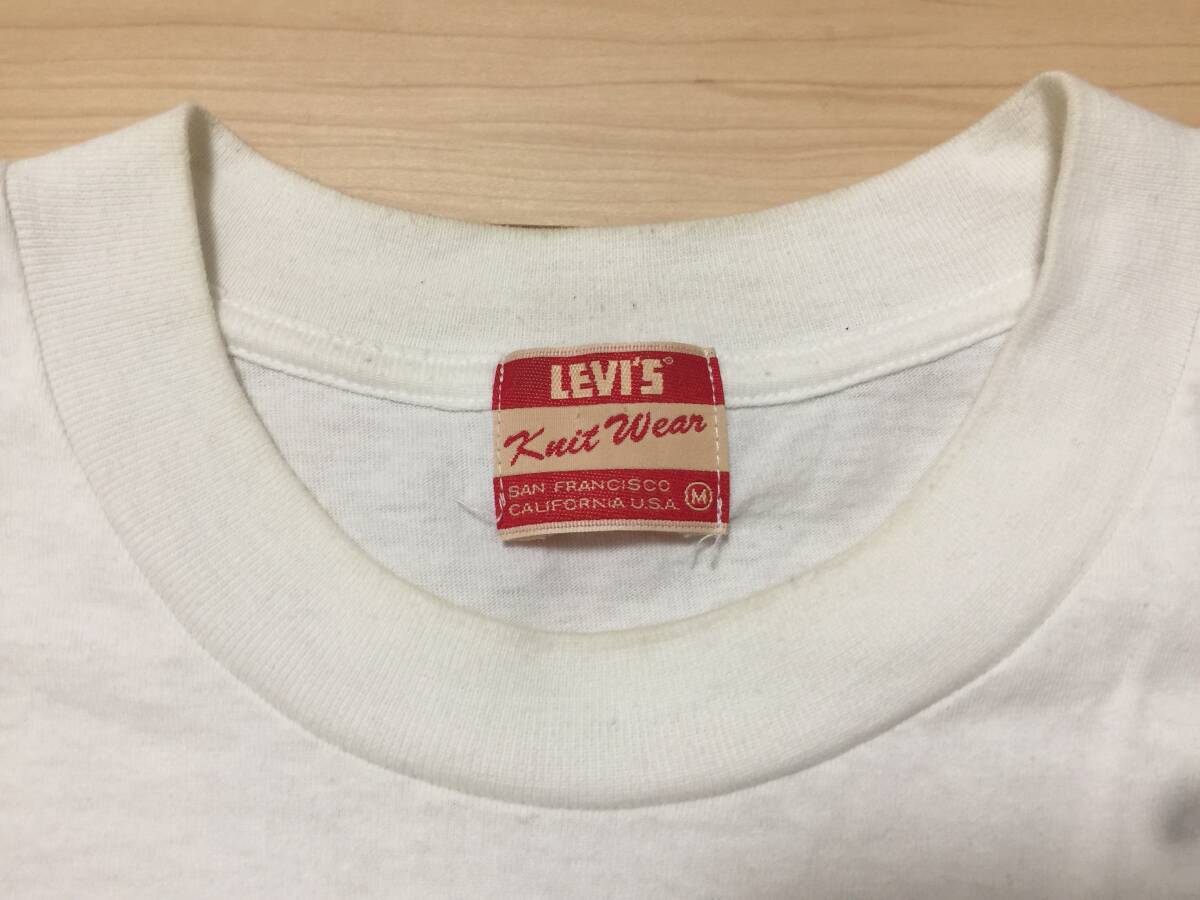 LEVI'S®
Knit Wear
SAN FRANCISCO
CALIFORNIA U.S.A. M